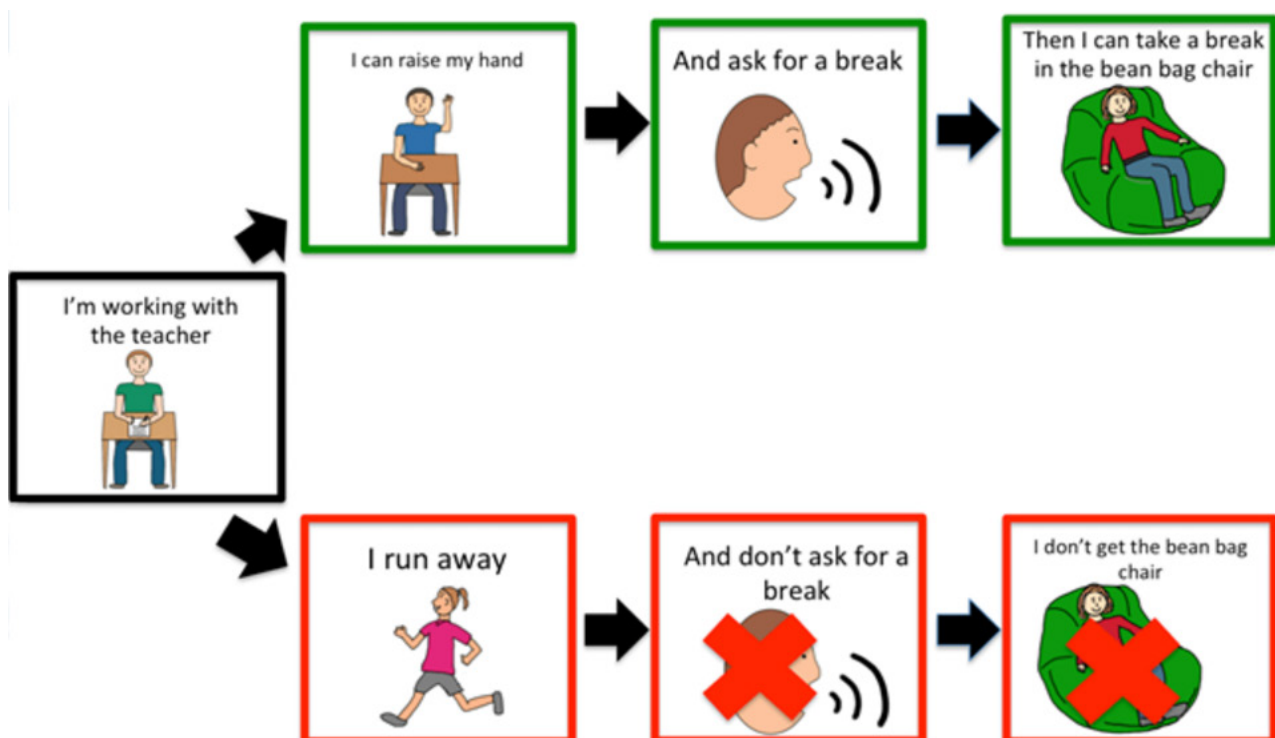 I can raise my hand
And ask for a break
Then I can take a break
in the bean bag chair
I'm working with
the teacher
I run away
And don't ask for a
break
I don't get the bean bag
chair